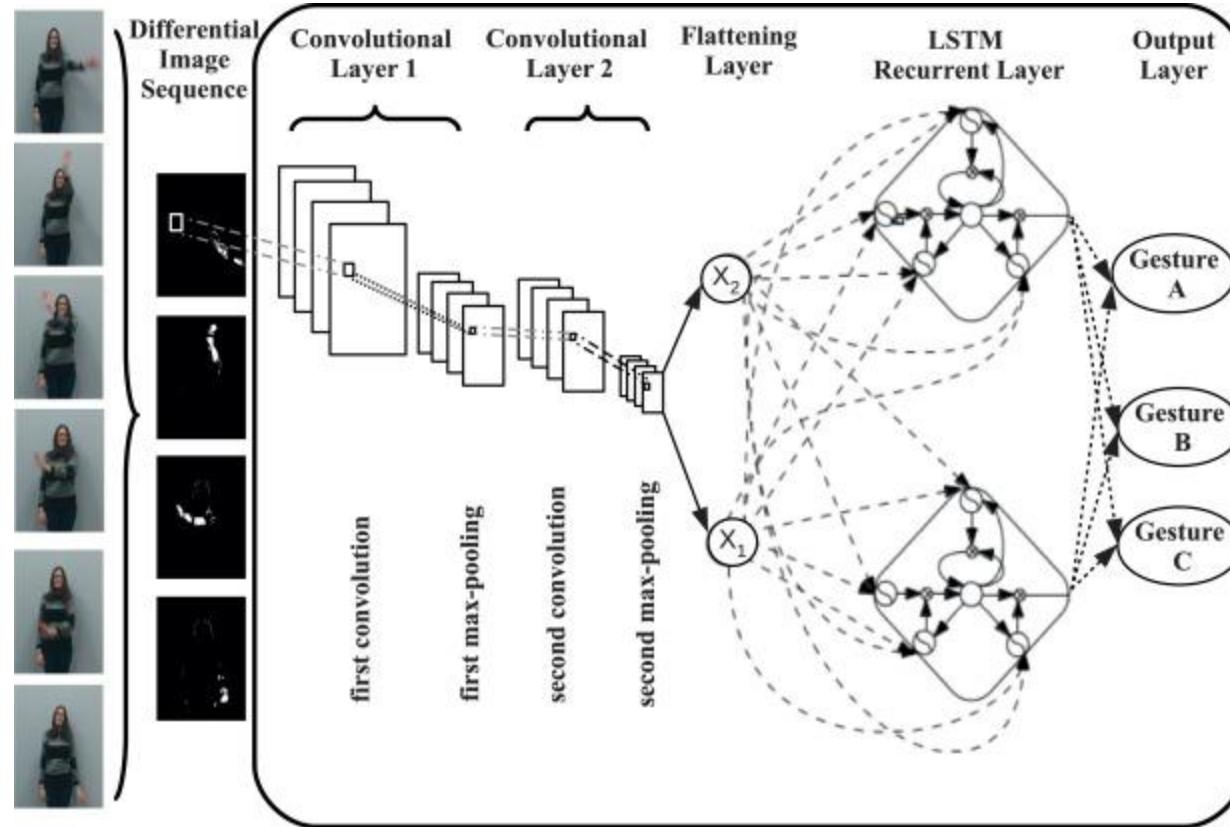 Differential
Image
Sequence
Convolutional
Layer 1
Convolutional
Layer 2
Flattening
Layer
LSTM
Recurrent Layer
Output
Layer
X2
X1
Gesture
A
Gesture
B
Gesture
C
first convolution
first max-pooling
second convolution
second max-pooling